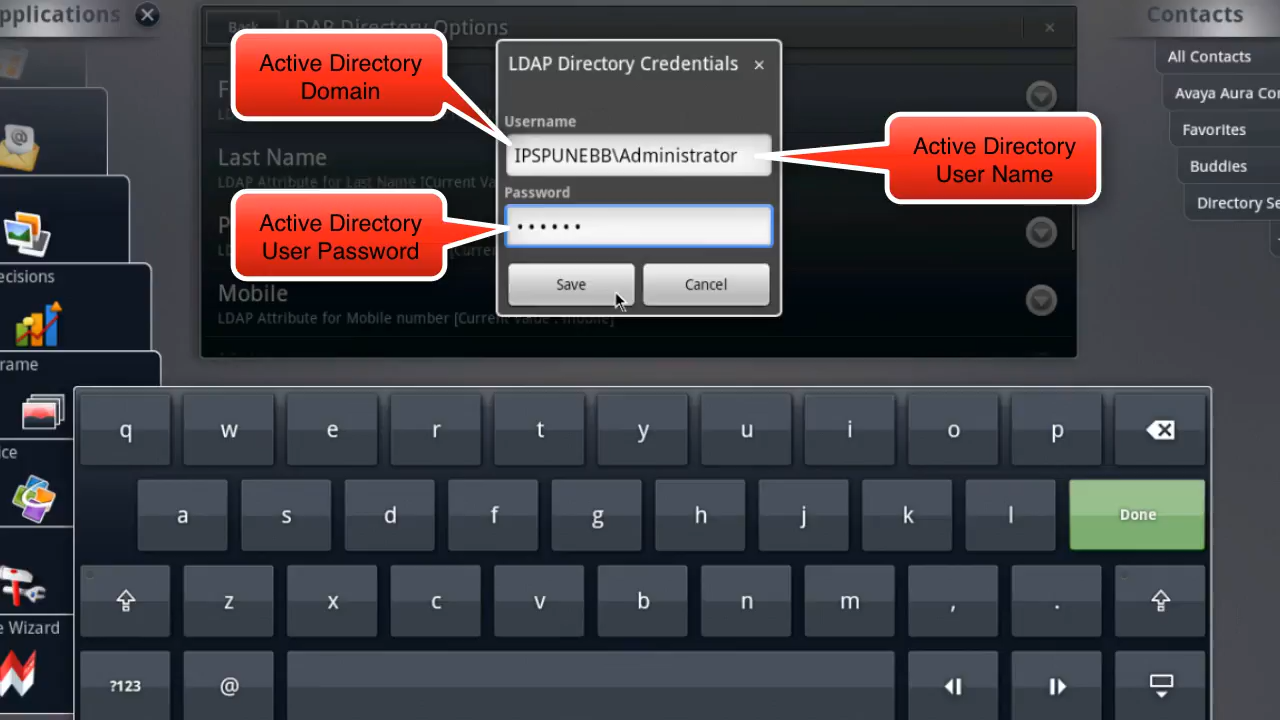 pplications
Back
LDAP Directory Options
Contacts
Active Directory
Domain
LDAP Directory Credentials
All Contacts
Avaya Aura Co
Favorites
Buddies
Directory Se
Username
IPSPUNEBB\Administrator
Active Directory
User Name
Last Name
LDAP Attribute for Last Name [Current Va
Password
••••••
Active Directory
User Password
Save
Cancel
Mobile
LDAP Attribute for Mobile number [Current Value : mobile]
ecisions
rame
ice
e Wizard
q w e r t y u i o p
a s d f g h j k l Done
z x c v b n m , .
?123 @